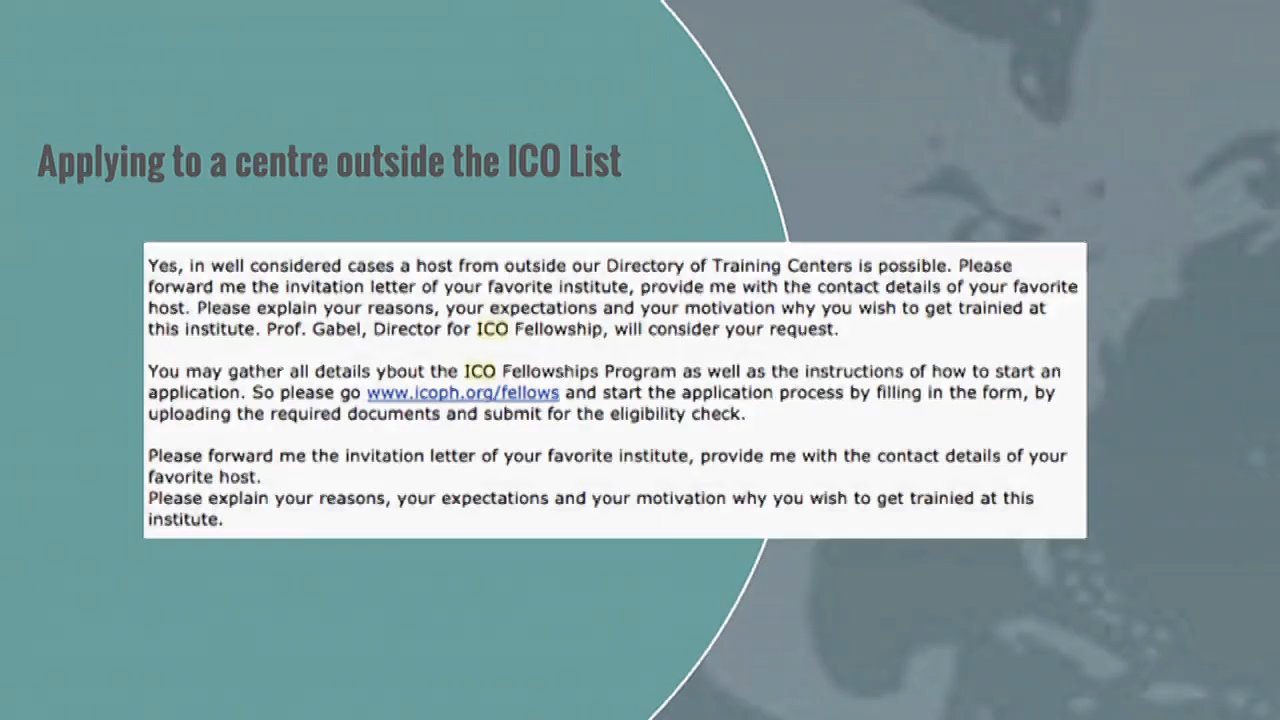 Applying to a centre outside the ICO List
Yes, in well considered cases a host from outside our Directory of Training Centers is possible. Please
forward me the invitation letter of your favorite institute, provide me with the contact details of your favorite
host. Please explain your reasons, your expectations and your motivation why you wish to get trainied at
this institute. Prof. Gabel, Director for ICO Fellowship, will consider your request.
You may gather all details ybout the ICO Fellowships Program as well as the instructions of how to start an
application. So please go www.icoph.org/fellows and start the application process by filling in the form, by
uploading the required documents and submit for the eligibility check.
Please forward me the invitation letter of your favorite institute, provide me with the contact details of your
favorite host.
Please explain your reasons, your expectations and your motivation why you wish to get trainied at this
institute.